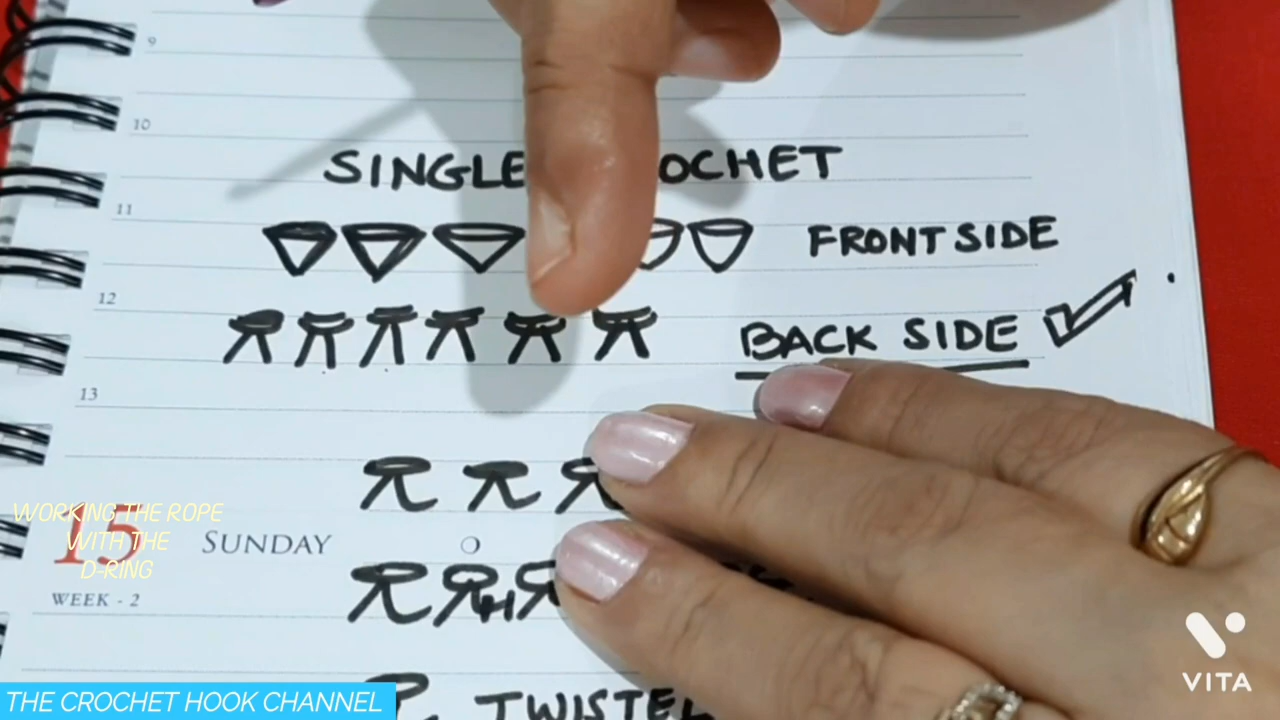 9
10
SINGLE OCHET
11
FRONT SIDE
12
BACK SIDE
13
WORKING THE ROPE
WITH THE
D-RING
15 SUNDAY
WEEK - 2
THE CROCHET HOOK CHANNEL
VITA